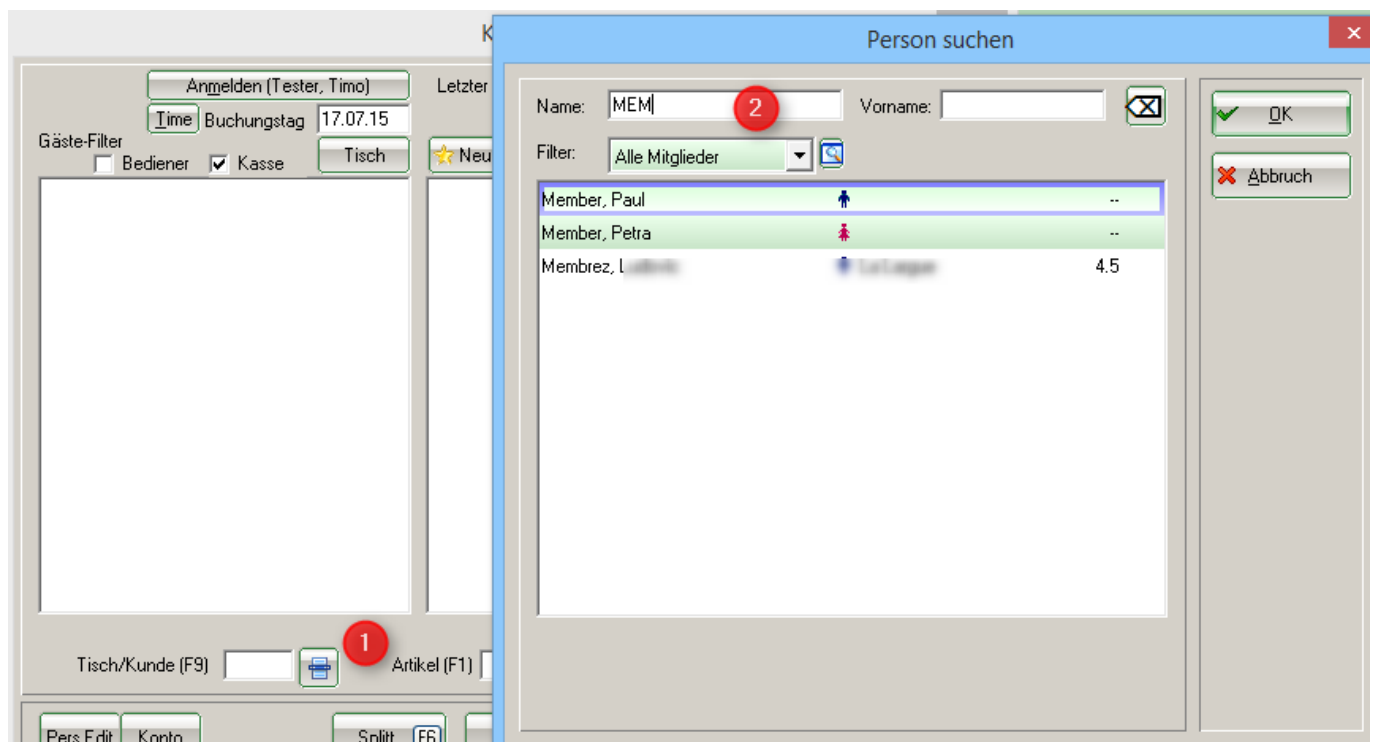 K
Person suchen
Anmelden (Tester, Timo)
Letzter
Time
Buchungstag
17.07.15
Gäste-Filter
Bediener
Kasse
Tisch
Neu
Name:
MEM
2
Vorname:
OK
Filter:
Alle Mitglieder
Abbruch
Member, Paul --
Member, Petra --
Membrez, 4.5
1
Tisch/Kunde (F9)
Artikel (F1)
Pers.Edit
Konto
Splitt
F6